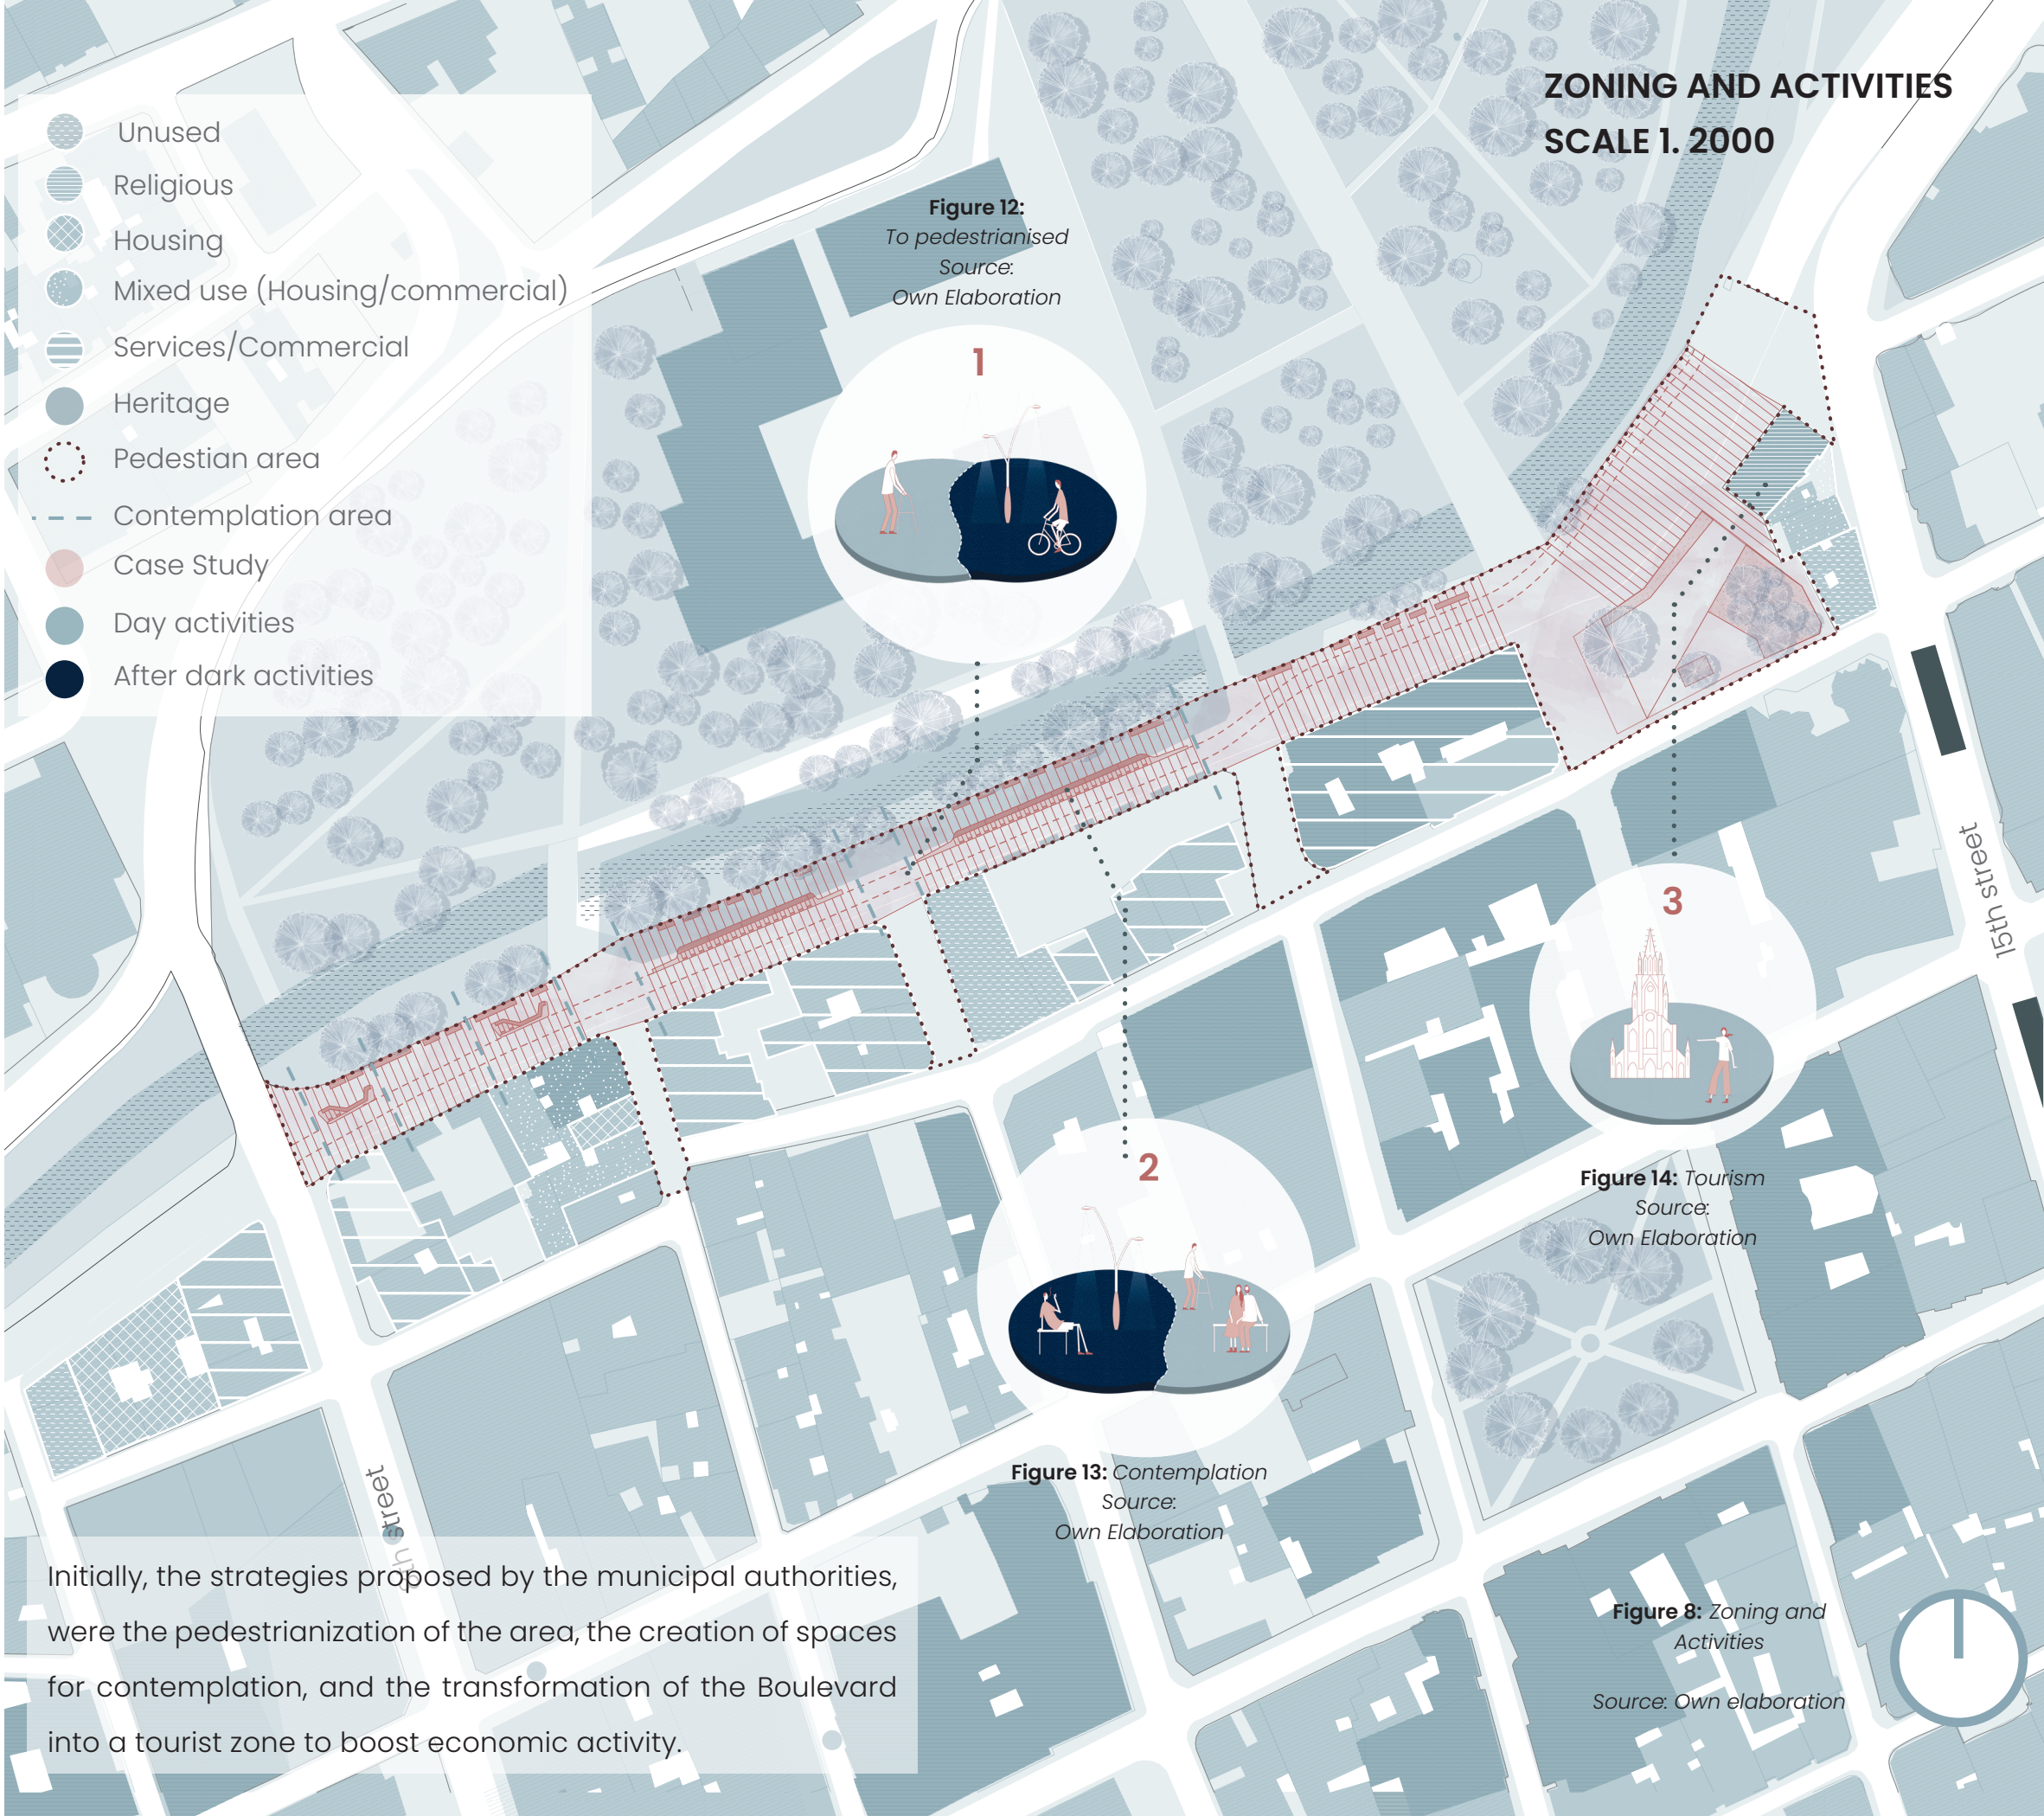 ZONING AND ACTIVITIES
SCALE 1. 2000
Unused
Religious
Housing
Mixed use (Housing/commercial)
Services/Commercial
Heritage
Pedestian area
Contemplation area
Case Study
Day activities
After dark activities
Figure 12:
To pedestrianised
Source:
Own Elaboration
1
2
Figure 13: Contemplation
Source:
Own Elaboration
3
Figure 14: Tourism
Source:
Own Elaboration
15th street
street
Initially, the strategies proposed by the municipal authorities,
were the pedestrianization of the area, the creation of spaces
for contemplation, and the transformation of the Boulevard
into a tourist zone to boost economic activity.
Figure 8: Zoning and
Activities
Source: Own elaboration